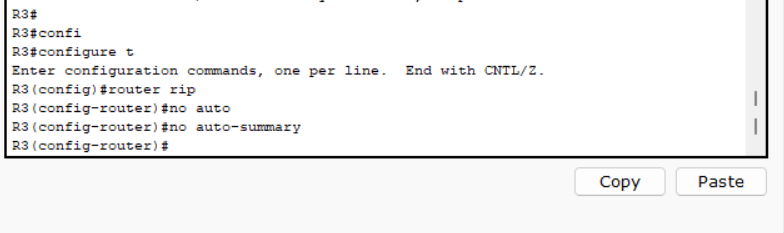 R3#
R3#confi
R3#configure t
Enter configuration commands, one per line.  End with CNTL/Z.
R3(config)#router rip
R3(config-router)#no auto
R3(config-router)#no auto-summary
R3(config-router)#
Copy Paste